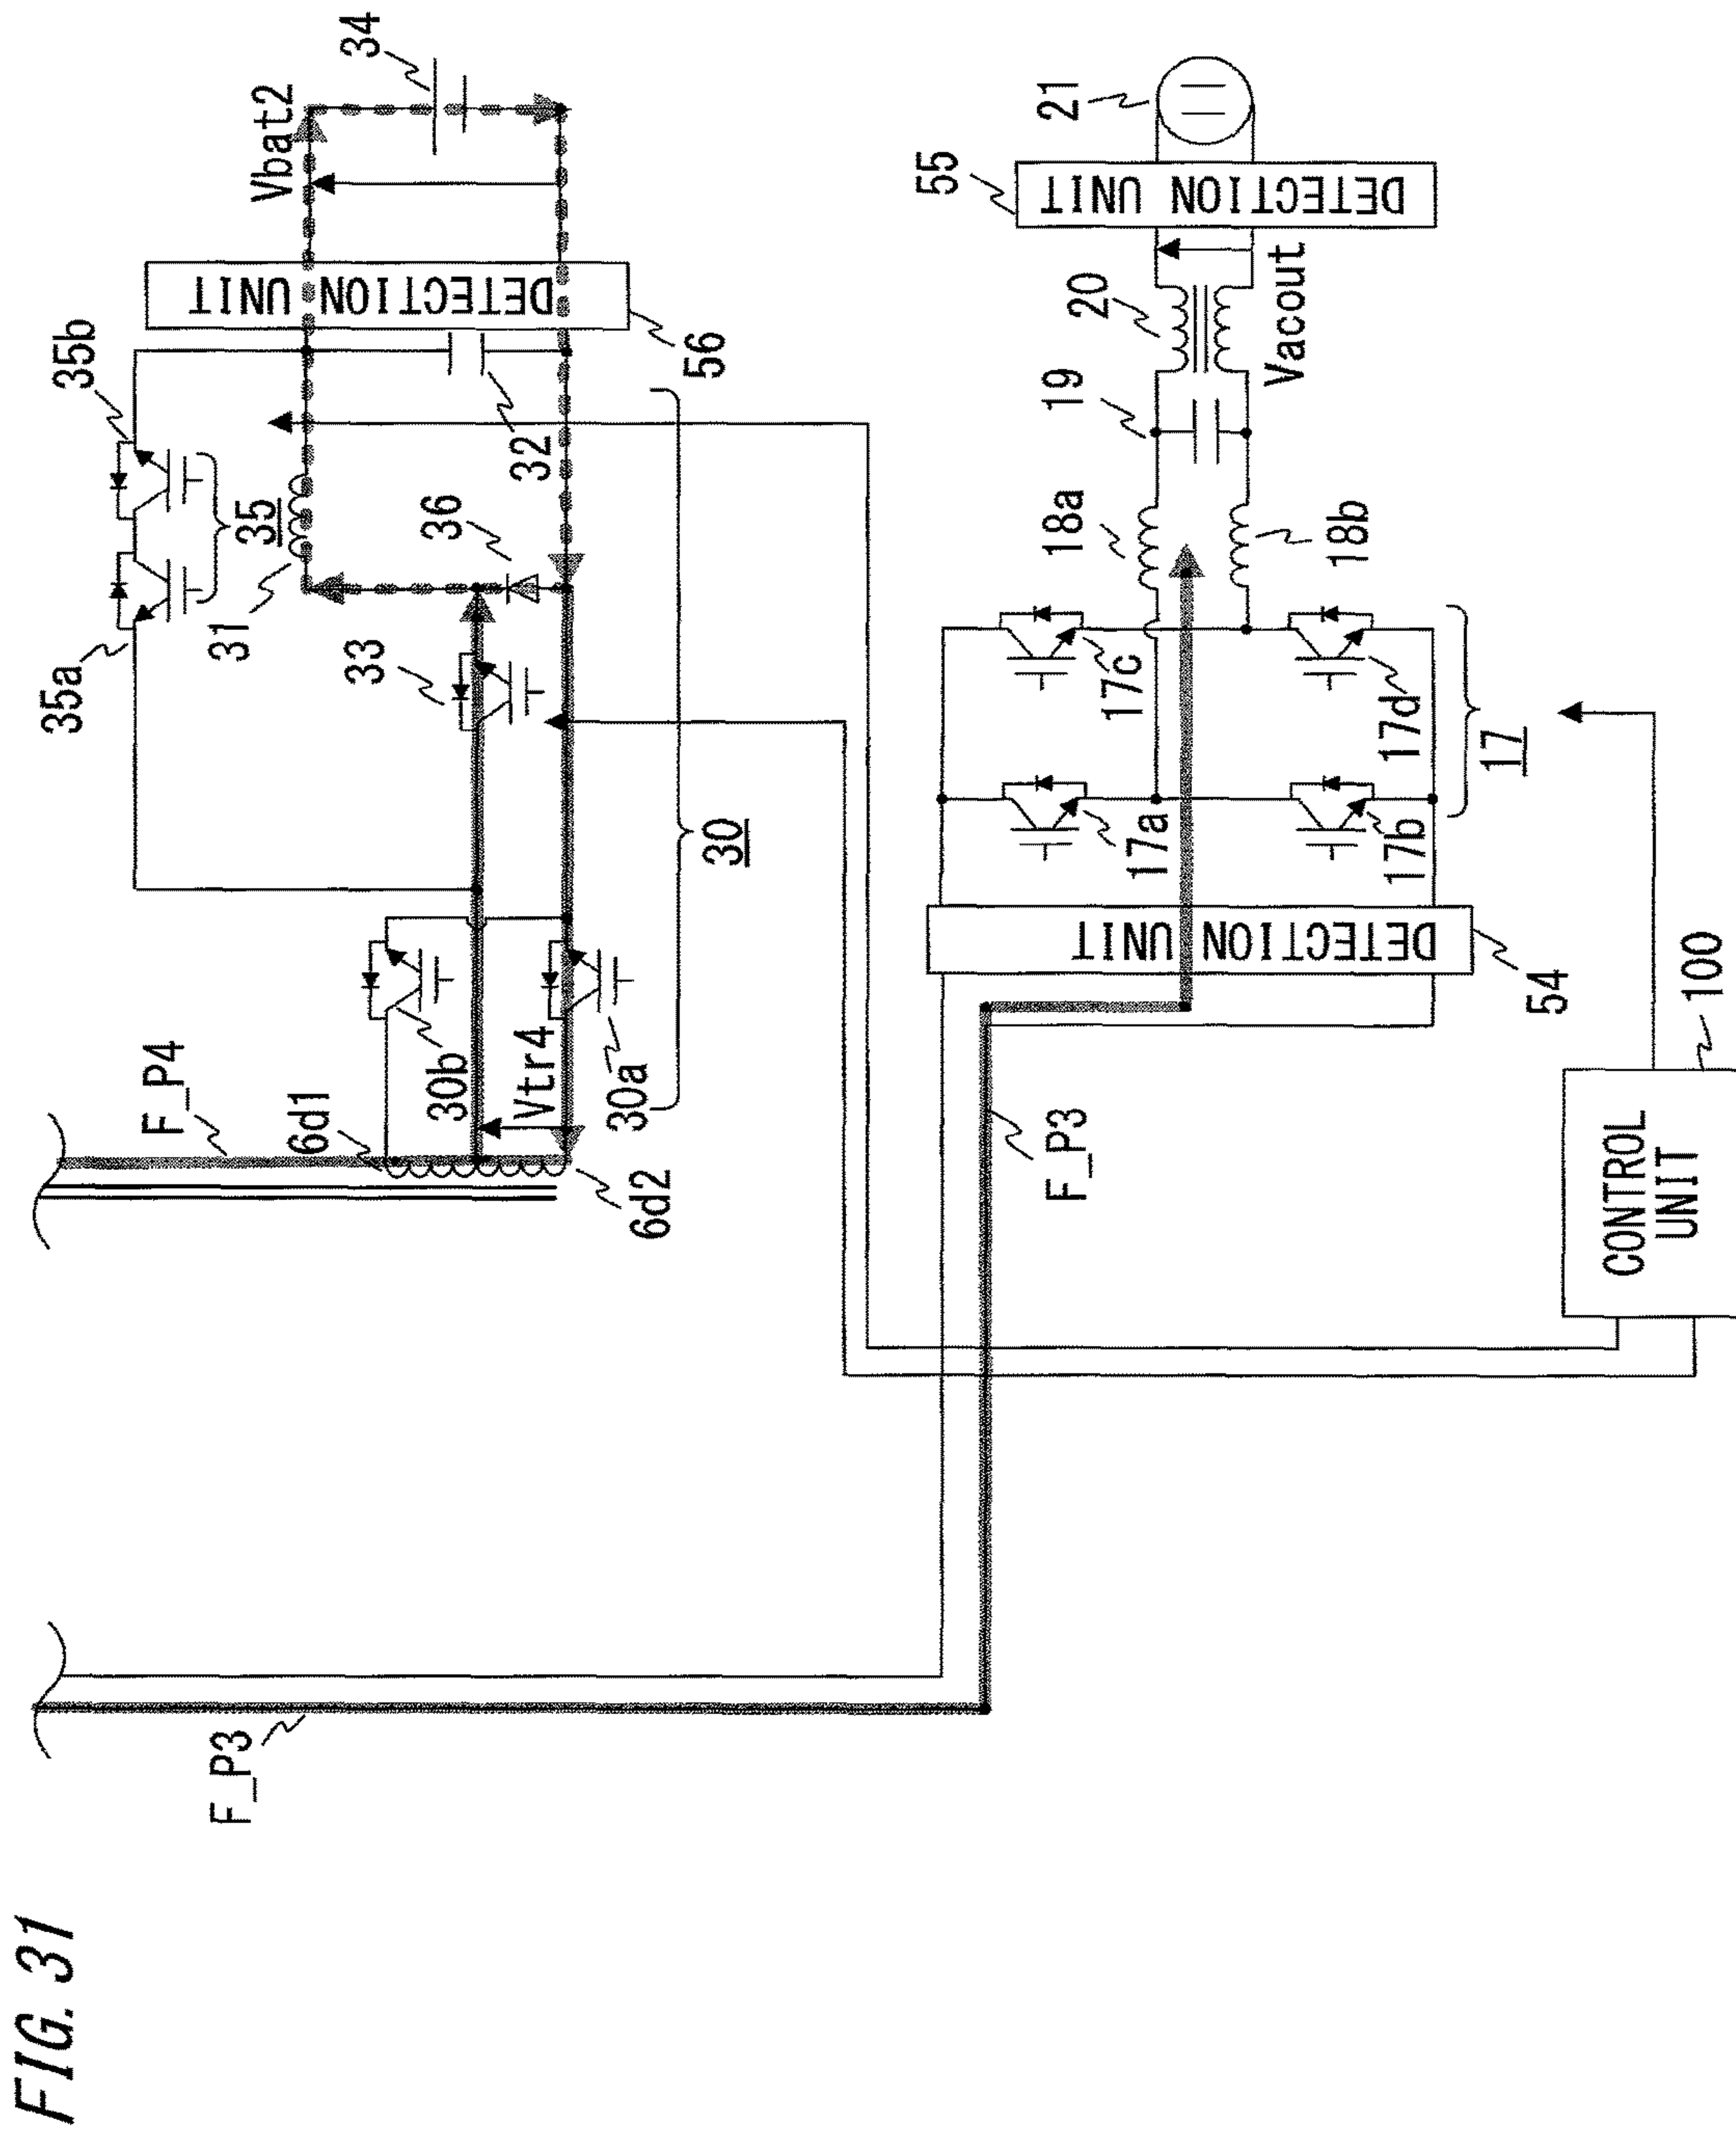 FIG. 31
F_P3
F_P4
6d1
6d2
30b
Vtr4
30a
30
35a
35b
35
31
33
36
32
DETECTION UNIT
56
Vbat2
34
F_P3
DETECTION UNIT
54
17a
17b
17c
17d
17
18a
18b
19
20
Vacout
DETECTION UNIT
55
21
CONTROL
UNIT
100